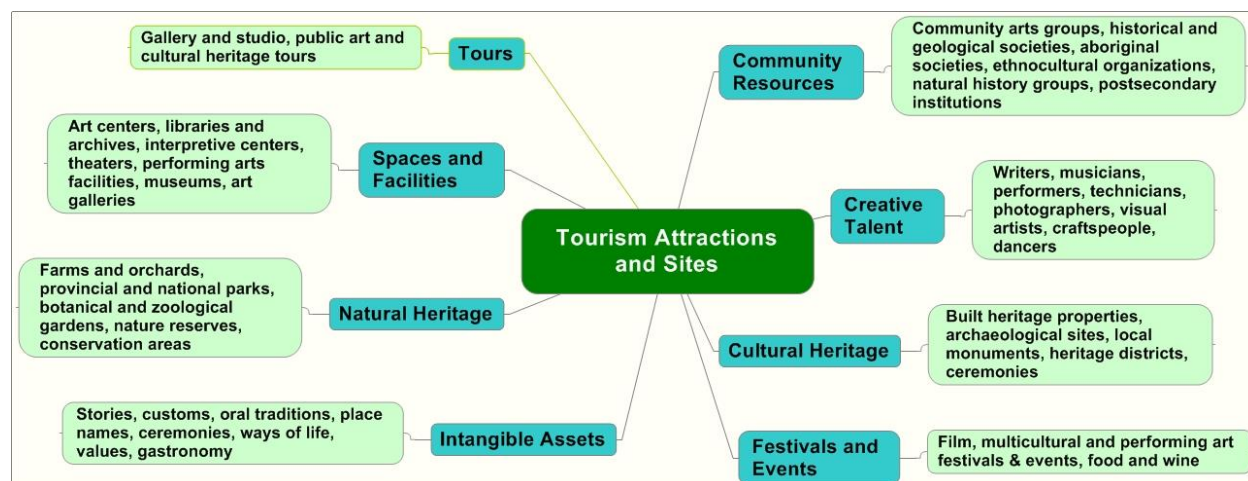 Tourism Attractions
and Sites
Tours
Gallery and studio, public art and
cultural heritage tours
Spaces and
Facilities
Art centers, libraries and
archives, interpretive centers,
theaters, performing arts
facilities, museums, art
galleries
Natural Heritage
Farms and orchards,
provincial and national parks,
botanical and zoological
gardens, nature reserves,
conservation areas
Intangible Assets
Stories, customs, oral traditions, place
names, ceremonies, ways of life,
values, gastronomy
Community
Resources
Community arts groups, historical and
geological societies, aboriginal
societies, ethnocultural organizations,
natural history groups, postsecondary
institutions
Creative
Talent
Writers, musicians,
performers, technicians,
photographers, visual
artists, craftspeople,
dancers
Cultural Heritage
Built heritage properties,
archaeological sites, local
monuments, heritage districts,
ceremonies
Festivals and
Events
Film, multicultural and performing art
festivals & events, food and wine